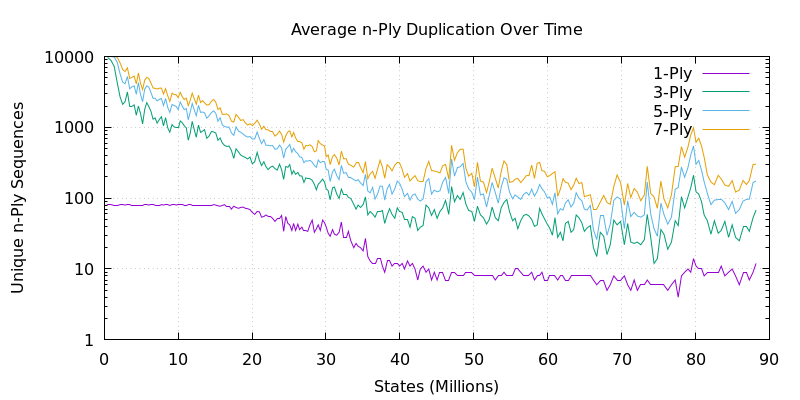 Average n-Ply Duplication Over Time
Unique n-Ply Sequences
10000
1000
100
10
1
1-Ply
3-Ply
5-Ply
7-Ply
0 10 20 30 40 50 60 70 80 90
States (Millions)